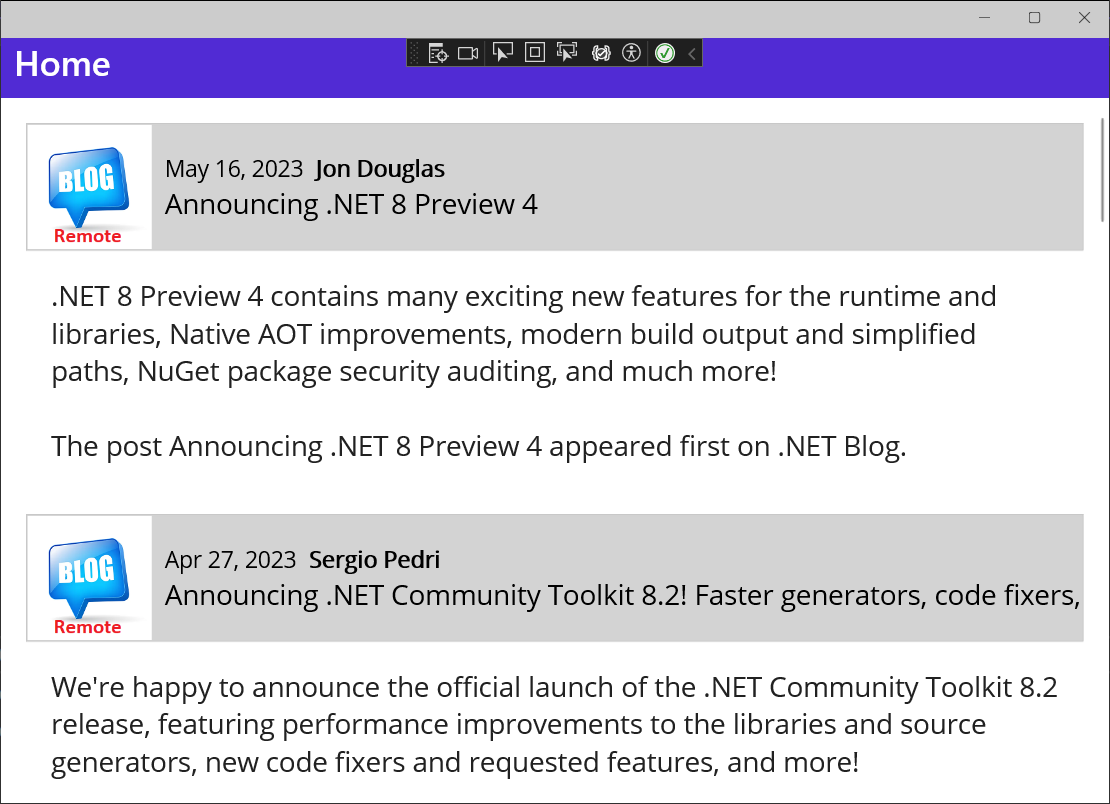 Home
BLOG
Remote
May 16, 2023 Jon Douglas
Announcing .NET 8 Preview 4
.NET 8 Preview 4 contains many exciting new features for the runtime and
libraries, Native AOT improvements, modern build output and simplified
paths, NuGet package security auditing, and much more!
The post Announcing .NET 8 Preview 4 appeared first on .NET Blog.
BLOG
Remote
Apr 27, 2023 Sergio Pedri
Announcing .NET Community Toolkit 8.2! Faster generators, code fixers,
We're happy to announce the official launch of the .NET Community Toolkit 8.2
release, featuring performance improvements to the libraries and source
generators, new code fixers and requested features, and more!